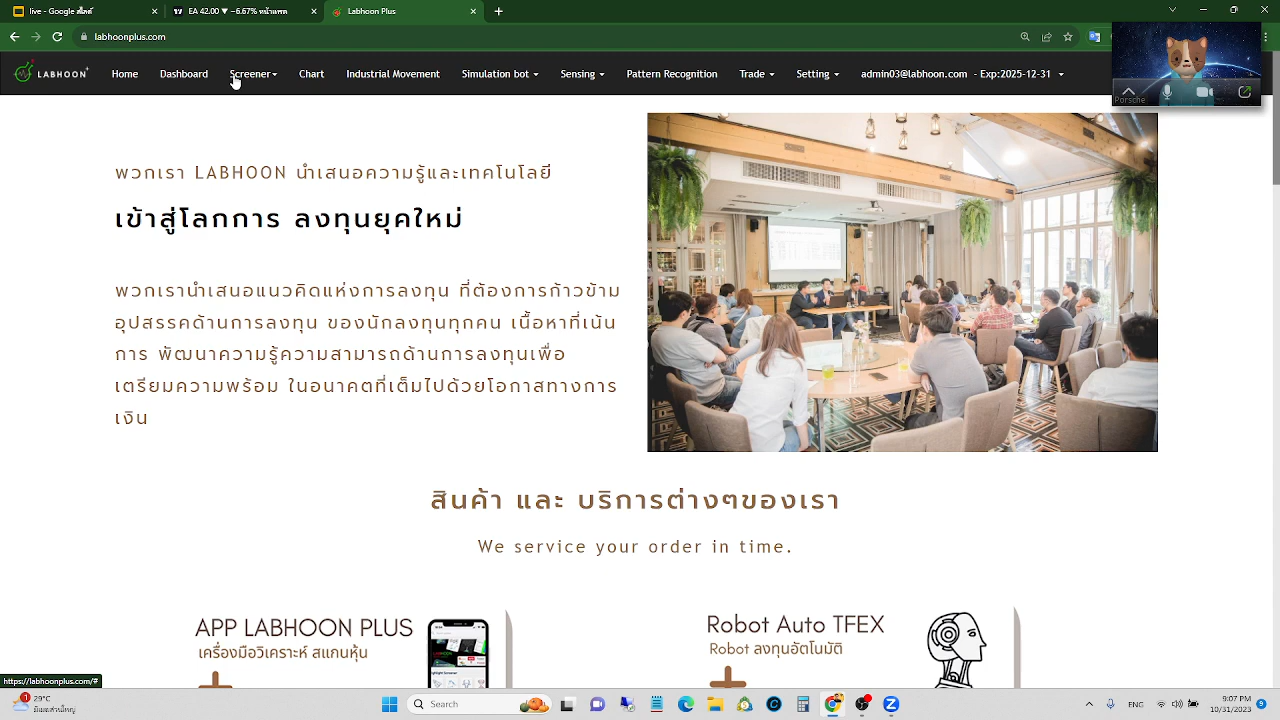 live - Google สไลด์
EA 42.00 ▼ −6.67% หน้าแรก
Labhoon
labhoonplus.com
LABHOON+
Home
Dashboard
Screner
Chart
Industrial Movement
Simulation bot
Sensing
Pattern Recognition
Trade
Setting
admin03@labhoon.com - Exp:2025-12-31
Porsche
พวกเรา LABHOON นำเสนอความรู้และเทคโนโลยี
เข้าสู่โลกการ ลงทุนยุคใหม่
พวกเรานำเสนอแนวคิดแห่งการลงทุน ที่ต้องการก้าวข้าม
อุปสรรคด้านการลงทุน ของนักลงทุนทุกคน เนื้อหาที่เน้น
การ พัฒนาความรู้ความสามารถด้านการลงทุนเพื่อ
เตรียมความพร้อม ในอนาคตที่เต็มไปด้วยโอกาสทางการ
เงิน
สินค้า และ บริการต่างๆของเรา
We service your order in time.
APP LABHOON PLUS
เครื่องมือวิเคราะห์ สแกนหุ้น
Robot Auto TFEX
Robot ลงทุนอัตโนมัติ
https://labhoonplus.com/#
1
29°C
มีเมฆส่วนใหญ่
Search
9:07 PM
10/31/2023